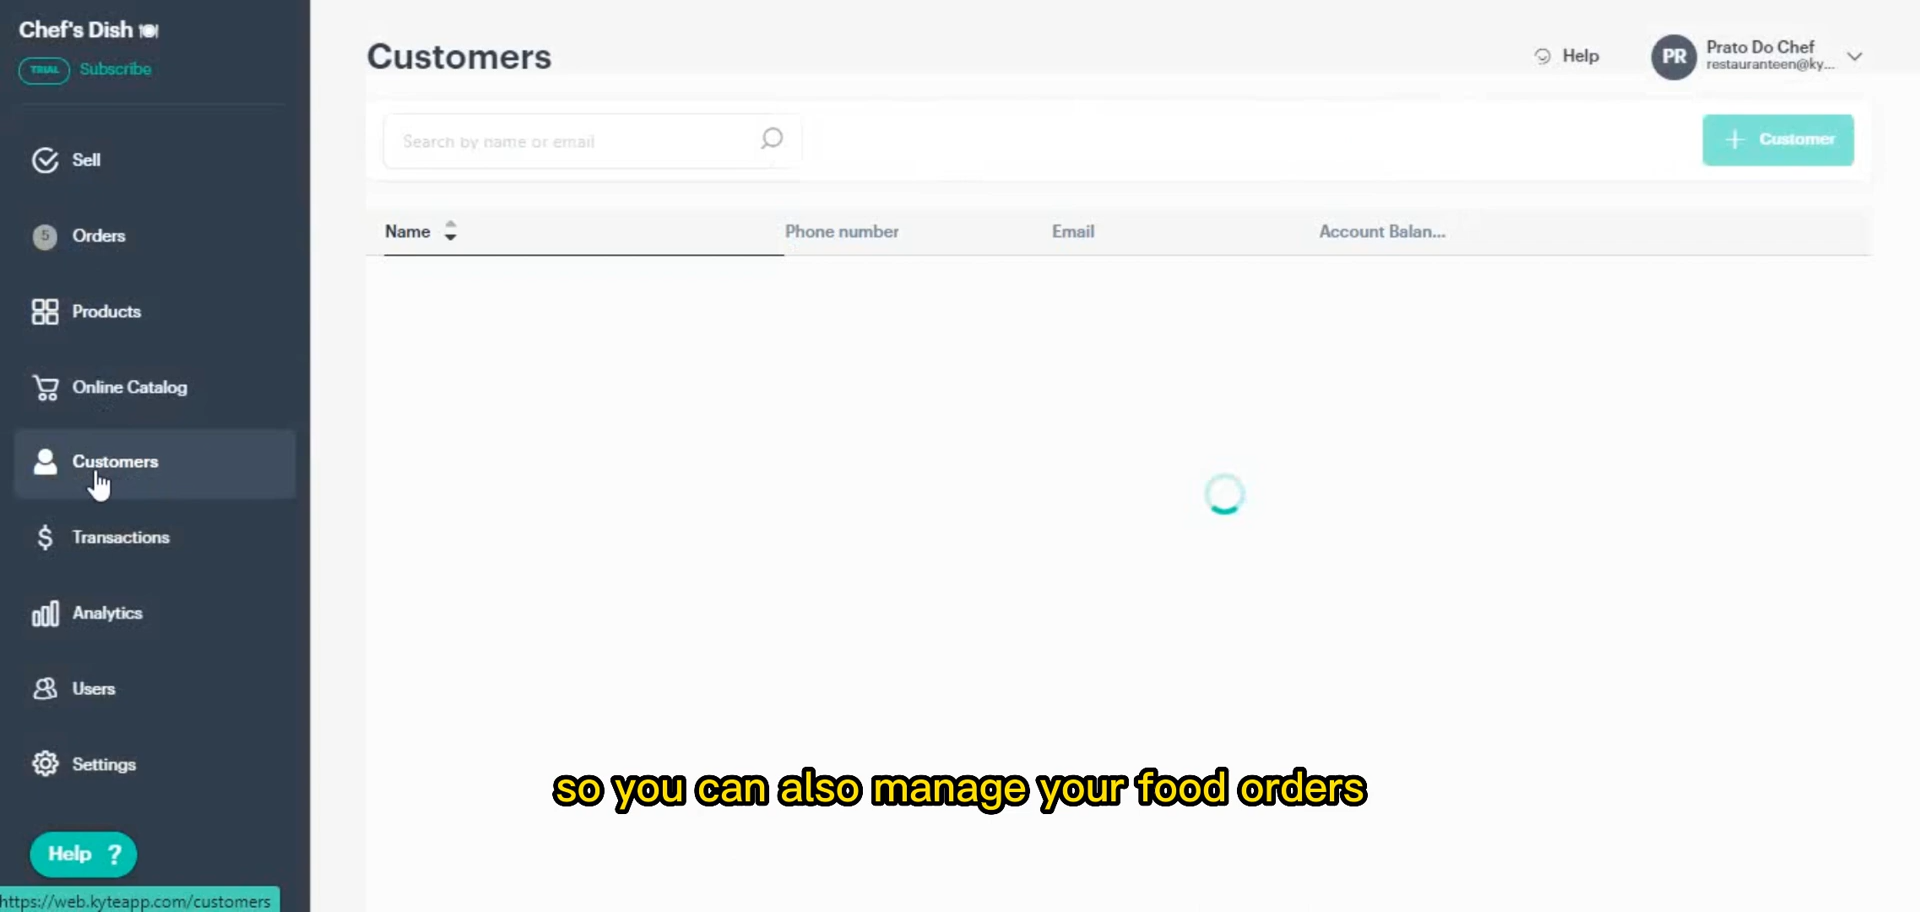 Chef's Dish
TRIAL Subscribe
Sell
5 Orders
Products
Online Catalog
Customers
Transactions
Analytics
Users
Settings
Help ?
https://web.kyteapp.com/customers
Customers
Help
PR
Prato Do Chef
restauranteen@ky...
Search by name or email
+ Customer
Name Phone number Email Account Balan...
so you can also manage your food orders